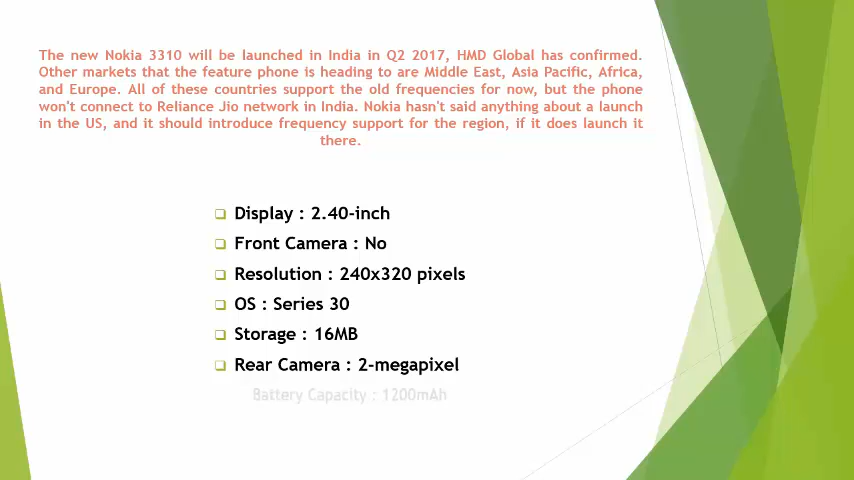 The new Nokia 3310 will be launched in India in Q2 2017, HMD Global has confirmed.
Other markets that the feature phone is heading to are Middle East, Asia Pacific, Africa,
and Europe. All of these countries support the old frequencies for now, but the phone
won't connect to Reliance Jio network in India. Nokia hasn't said anything about a launch
in the US, and it should introduce frequency support for the region, if it does launch it
there.
Display : 2.40-inch
Front Camera : No
Resolution : 240x320 pixels
OS : Series 30
Storage : 16MB
Rear Camera : 2-megapixel
Battery Capacity : 1200mAh